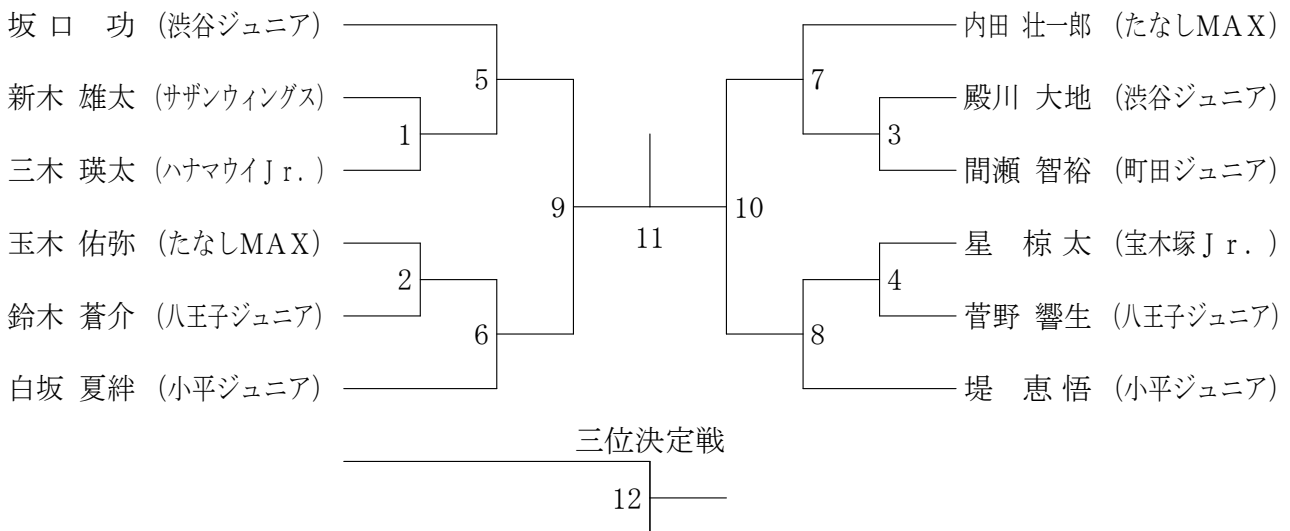 坂口 功 (渋谷ジュニア) 内田 壮一郎 (たなしMAX)
5 7
新木 雄太 (サザンウィングス) 殿川 大地 (渋谷ジュニア)
1 3
三木 瑛太 (ハナマウイJr.) 間瀬 智裕 (町田ジュニア)
9 10
11
玉木 佑弥 (たなしMAX) 星 椋太 (宝木塚Jr.)
2 4
鈴木 蒼介 (八王子ジュニア) 菅野 響生 (八王子ジュニア)
6 8
白坂 夏絆 (小平ジュニア) 堤 恵悟 (小平ジュニア)
三位決定戦
12